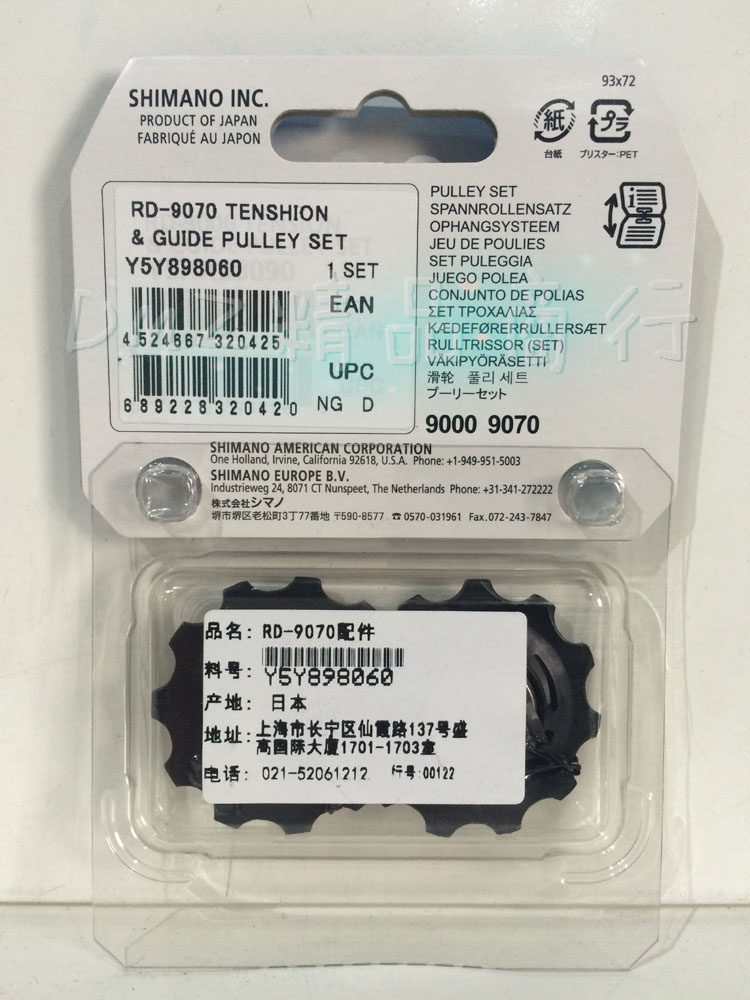 93x72
SHIMANO INC.
PRODUCT OF JAPAN
FABRIQUÉ AU JAPON
紙
台紙
プラ
ブリスター:PET
RD-9070 TENSHION
& GUIDE PULLEY SET
Y5Y898060 1 SET
EAN
4 524667 320425
UPC
6 89228 32042 0
NG D
PULLEY SET
SPANNROLLENSATZ
OPHANGSYSTEEM
JEU DE POULIES
SET PULEGGIA
JUEGO POLEA
CONJUNTO DE POLIAS
ΣΕΤ ΤΡΟΧΑΛΙΑΣ
KÆDEFØRERRULLERSÆT
RULLTRISSOR (SET)
VÄKIPYÖRÄSETTI
滑轮 풀리 세트
プーリーセット
9000 9070
SHIMANO AMERICAN CORPORATION
One Holland, Irvine, California 92618, U.S.A. Phone: +1-949-951-5003
SHIMANO EUROPE B.V.
Industrieweg 24, 8071 CT Nunspeet, The Netherlands Phone: +31-341-272222
株式会社シマノ
堺市堺区老松町3丁77番地 〒590-8577 ☎0570-031961 Fax.072-243-7847
品名: RD-9070配件
料号: Y5Y898060
产地: 日本
地址: 上海市长宁区仙霞路137号盛
高国际大厦1701-1703室
电话: 021-52061212 行号:00122